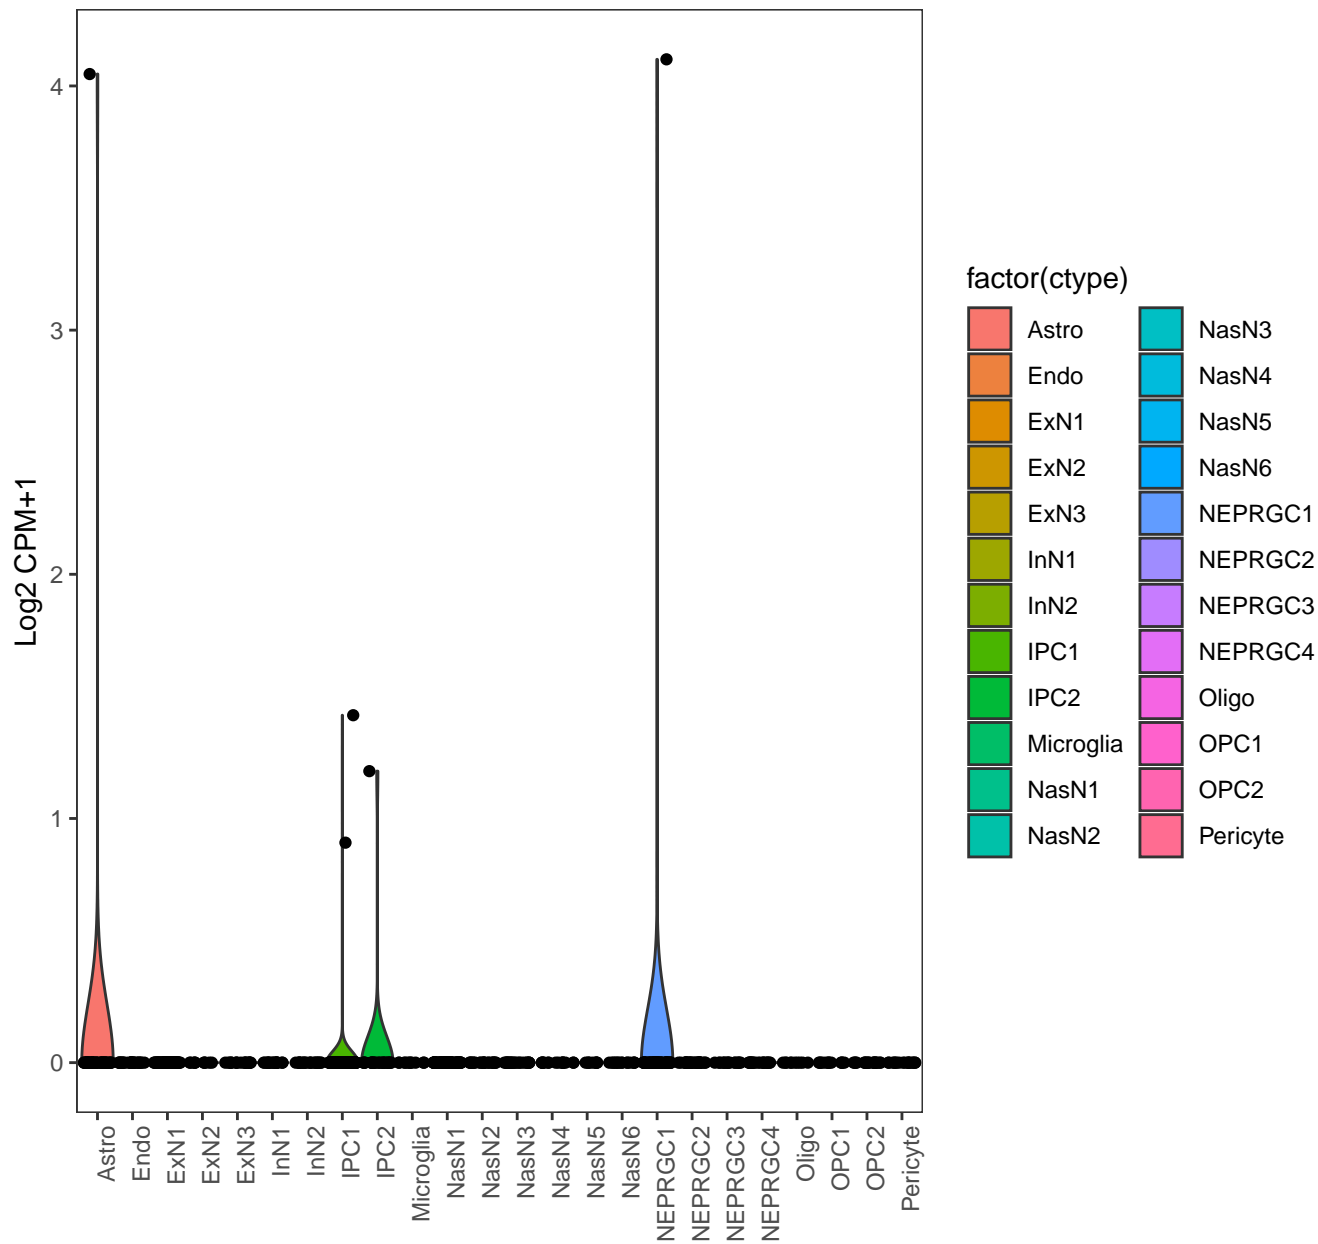 4
3
2
1
0
Log2 CPM+1
Astro
Endo
ExN1
ExN2
ExN3
InN1
InN2
IPC1
IPC2
Microglia
NasN1
NasN2
NasN3
NasN4
NasN5
NasN6
NEPRGC1
NEPRGC2
NEPRGC3
NEPRGC4
Oligo
OPC1
OPC2
Pericyte
factor(ctype)
Astro
Endo
ExN1
ExN2
ExN3
InN1
InN2
IPC1
IPC2
Microglia
NasN1
NasN2
NasN3
NasN4
NasN5
NasN6
NEPRGC1
NEPRGC2
NEPRGC3
NEPRGC4
Oligo
OPC1
OPC2
Pericyte